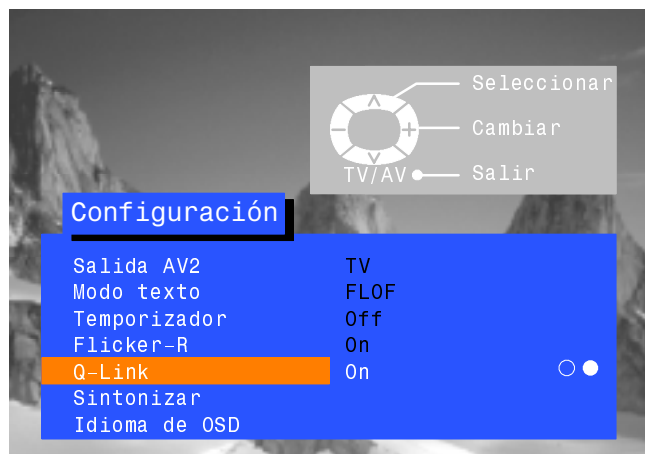 Seleccionar
Cambiar
TV/AV Salir
Configuración
Salida AV2 TV
Modo texto FLOF
Temporizador Off
Flicker-R On
Q-Link On
Sintonizar
Idioma de OSD